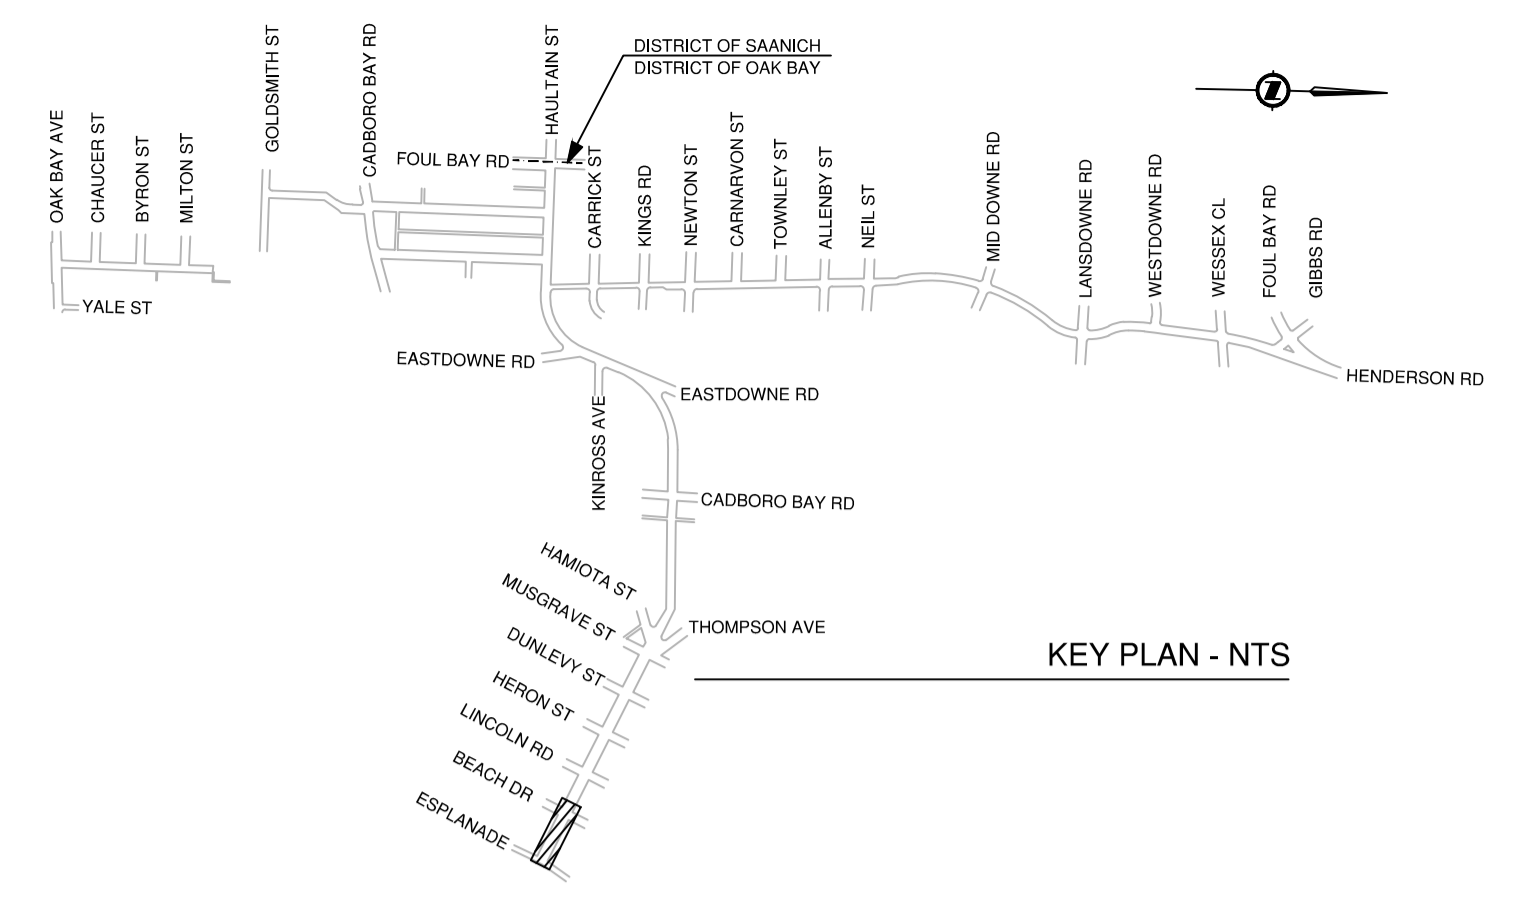 OAK BAY AVE
CHAUCER ST
BYRON ST
MILTON ST
GOLDSMITH ST
CADBORO BAY RD
HAULTAIN ST
DISTRICT OF SAANICH
DISTRICT OF OAK BAY
FOUL BAY RD
CARRICK ST
KINGS RD
NEWTON ST
CARNARVON ST
TOWNLEY ST
ALLENBY ST
NEIL ST
MID DOWNE RD
LANSDOWNE RD
WESTDOWNE RD
WESSEX CL
FOUL BAY RD
GIBBS RD
Z
YALE ST
EASTDOWNE RD
HENDERSON RD
EASTDOWNE RD
KINROSS AVE
CADBORO BAY RD
HAMIOTA ST
MUSGRAVE ST
THOMPSON AVE
DUNLEVY ST
KEY PLAN - NTS
HERON ST
LINCOLN RD
BEACH DR
ESPLANADE